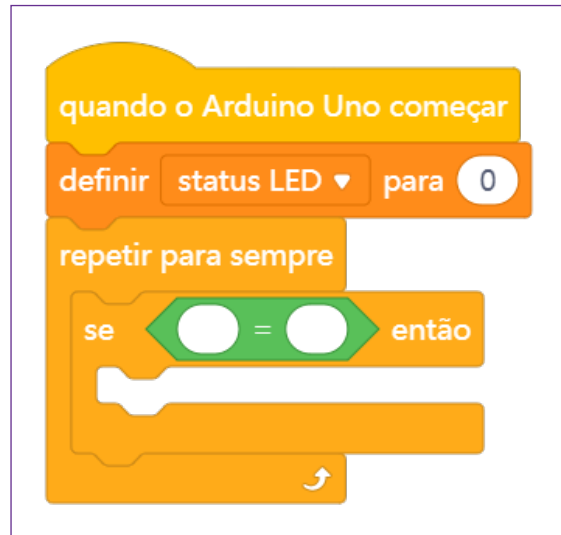 quando o Arduino Uno começar
definir status LED ▼ para 0
repetir para sempre
se = então